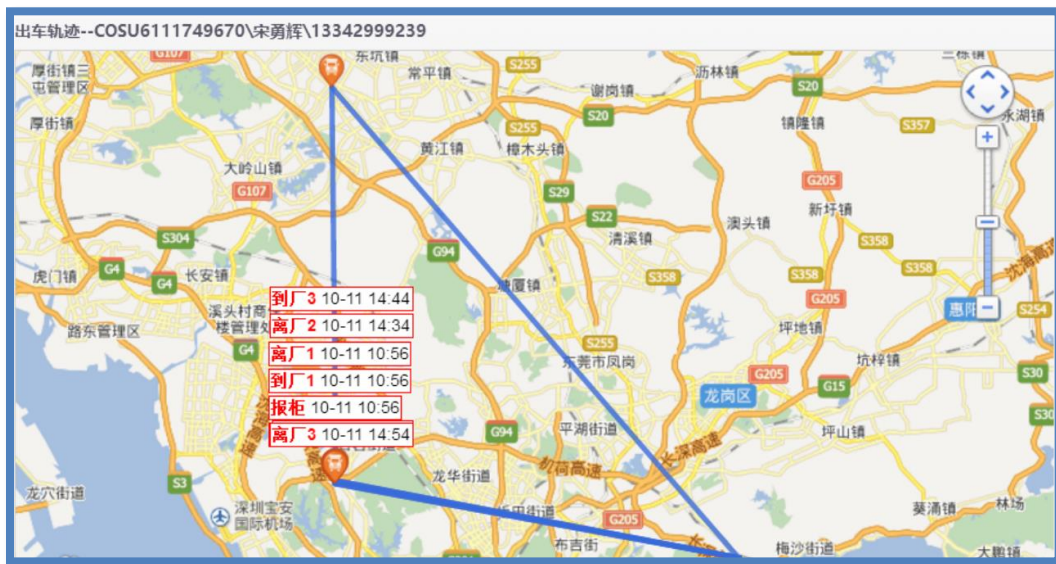 出车轨迹--COSU6111749670\宋勇辉\13342999239
G107
东坑镇
S255
三栋镇
厚街镇三
屯管理区
常平镇
沥林镇
谢岗镇
S20
S20
永湖镇
厚街镇
S255
镇隆镇
S357
黄江镇
樟木头镇
大岭山镇
G107
S29
G205
新圩镇
S22
澳头镇
S304
清溪镇
S358
G94
虎门镇
G4
G4
长安镇
S358
S358
S358
沈海高速
塘厦镇
到厂3 10-11 14:44
G205
惠阳
S254
溪头村商
楼管理处
离厂2 10-11 14:34
坪地镇
路东管理区
S255
G4
离厂1 10-11 10:56
东莞市凤岗
坑梓镇
到厂1 10-11 10:56
G205
G15
S30
龙岗区
报柜 10-11 10:56
S30
离厂3 10-11 14:54
G94
平湖街道
坪山镇
长深高速
机荷高速
龙华街道
S3
龙穴街道
深圳宝安
国际机场
G205
葵涌镇
林场
布吉街
梅沙街道
大鹏镇